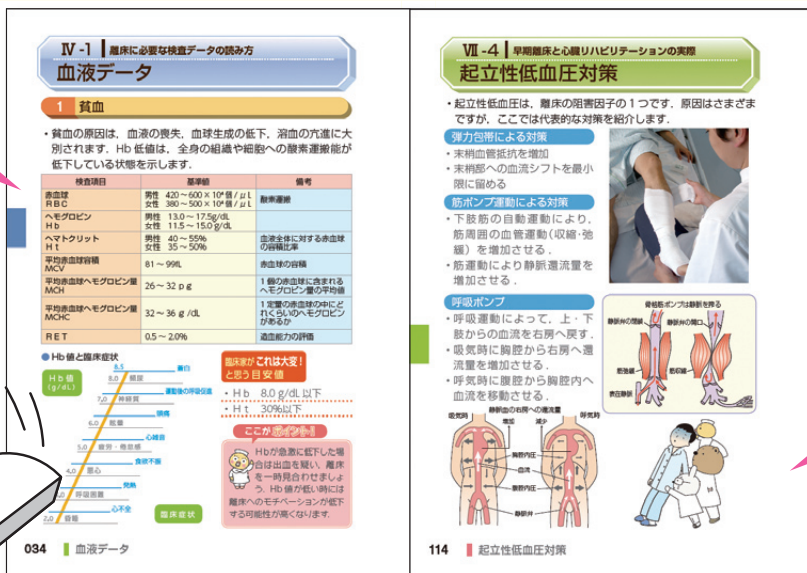 Ⅳ-1 離床に必要な検査データの読み方
血液データ
1 貧血
・貧血の原因は，血液の喪失，血球生成の低下，溶血の亢進に大
別されます．Hb 低値は，全身の組織や細胞への酸素運搬能が
低下している状態を示します．
検査項目 基準値 備考
赤血球
RBC
男性 420～600×10⁴個/μL
女性 380～500×10⁴個/μL
酸素運搬
ヘモグロビン
Hb
男性 13.0～17.5g/dL
女性 11.5～15.0g/dL
ヘマトクリット
Ht
男性 40～55%
女性 35～50%
血液全体に対する赤血球
の容積比率
平均赤血球容積
MCV
81～99fL
赤血球の容積
平均赤血球ヘモグロビン量
MCH
26～32pg
1個の赤血球に含まれる
ヘモグロビン量の平均値
平均赤血球ヘモグロビン量
MCHC
32～36g/dL
1定量の赤血球の中にど
れくらいのヘモグロビン
があるか
RET 0.5～2.0% 造血能力の評価
●Hb値と臨床症状
Hb値
(g/dL)
8.5 蒼白
8.0 頻尿
運動後の呼吸促進
7.0 神経質
頭痛
6.0 眩暈
心雑音
5.0 疲労・倦怠感
食欲不振
4.0 悪心
発熱
呼吸困難
心不全
2.0 昏睡
臨床症状
臨床家がこれは大変！
と思う目安値
・Hb 8.0g/dL以下
・Ht 30%以下
ここがポイント！
Hbが急激に低下した場
合は出血を疑い，離床
を一時見合わせましょ
う．Hb値が低い時には
離床へのモチベーションが低下
する可能性が高くなります．
034 血液データ
Ⅶ-4 早期離床と心臓リハビリテーションの実際
起立性低血圧対策
・起立性低血圧は，離床の阻害因子の1つです．原因はさまざま
ですが，ここでは代表的な対策を紹介します．
弾力包帯による対策
・末梢血管抵抗を増加
・末梢部への血流シフトを最小
限に留める
筋ポンプ運動による対策
・下肢筋の自動運動により，
筋周囲の血管運動（収縮・弛
緩）を増加させる．
・筋運動により静脈還流量を
増加させる．
呼吸ポンプ
・呼吸運動によって，上・下
肢からの血流を右房へ戻す．
・吸気時に胸腔から右房へ還
流量を増加させる．
・呼気時に腹腔から胸腔内へ
血流を移動させる．
骨格筋ポンプは静脈を搾る
静脈弁の閉鎖
静脈弁の開口
筋弛緩
筋収縮
表在静脈
吸気時
静脈血の右房への還流量
増加 減少
呼気時
胸腔内圧
血流
腹腔内圧
静脈弁
114 起立性低血圧対策